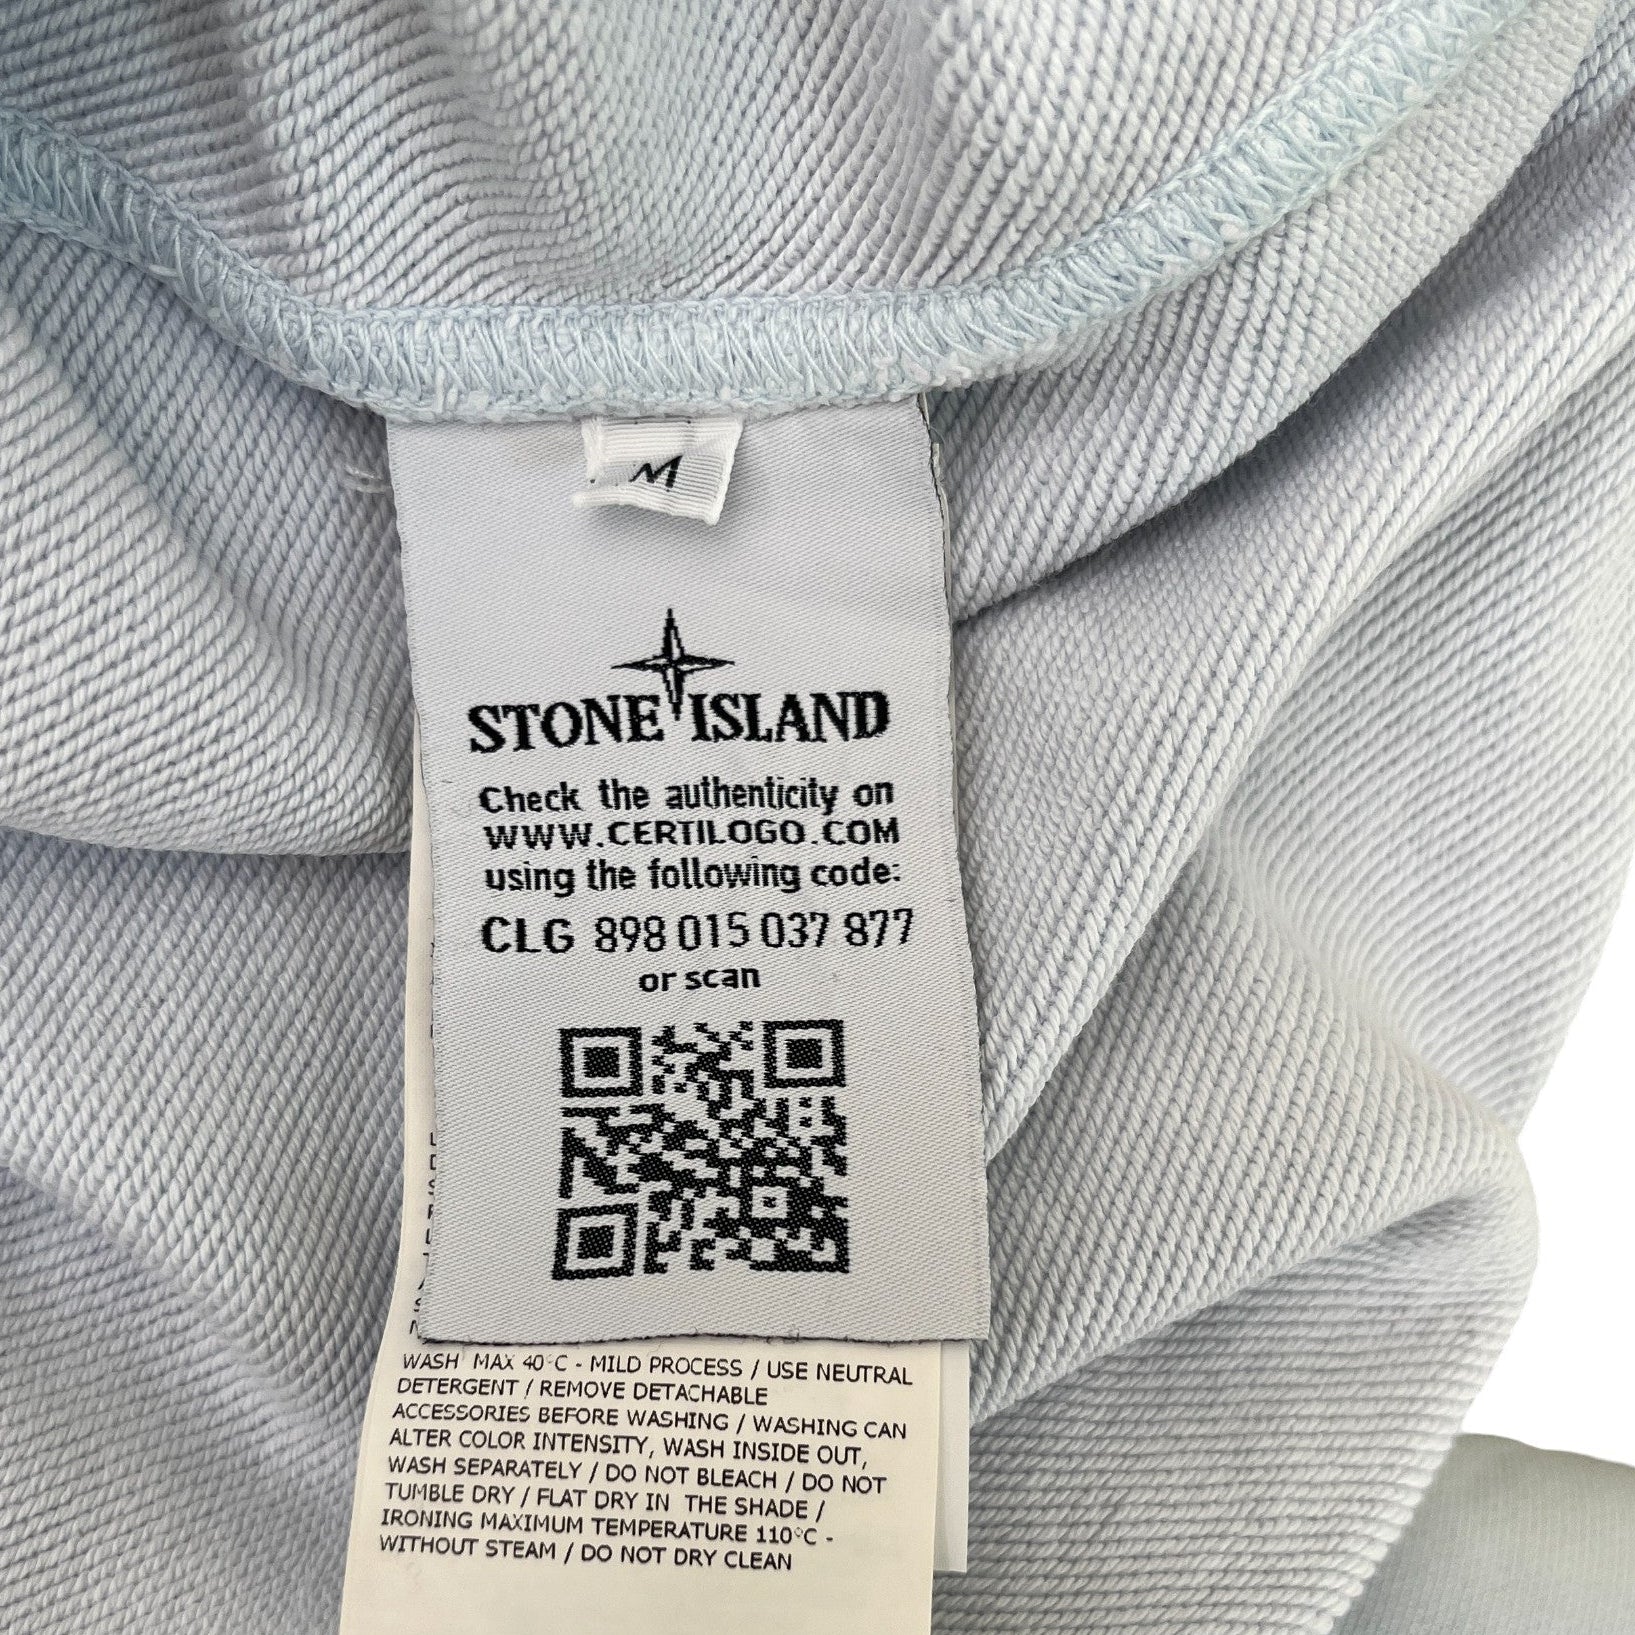 M
STONE ISLAND
Check the authenticity on
WWW.CERTILOGO.COM
using the following code:
CLG 898 015 037 877
or scan
WASH MAX 40°C - MILD PROCESS / USE NEUTRAL
DETERGENT / REMOVE DETACHABLE
ACCESSORIES BEFORE WASHING / WASHING CAN
ALTER COLOR INTENSITY, WASH INSIDE OUT,
WASH SEPARATELY / DO NOT BLEACH / DO NOT
TUMBLE DRY / FLAT DRY IN THE SHADE /
IRONING MAXIMUM TEMPERATURE 110°C -
WITHOUT STEAM / DO NOT DRY CLEAN